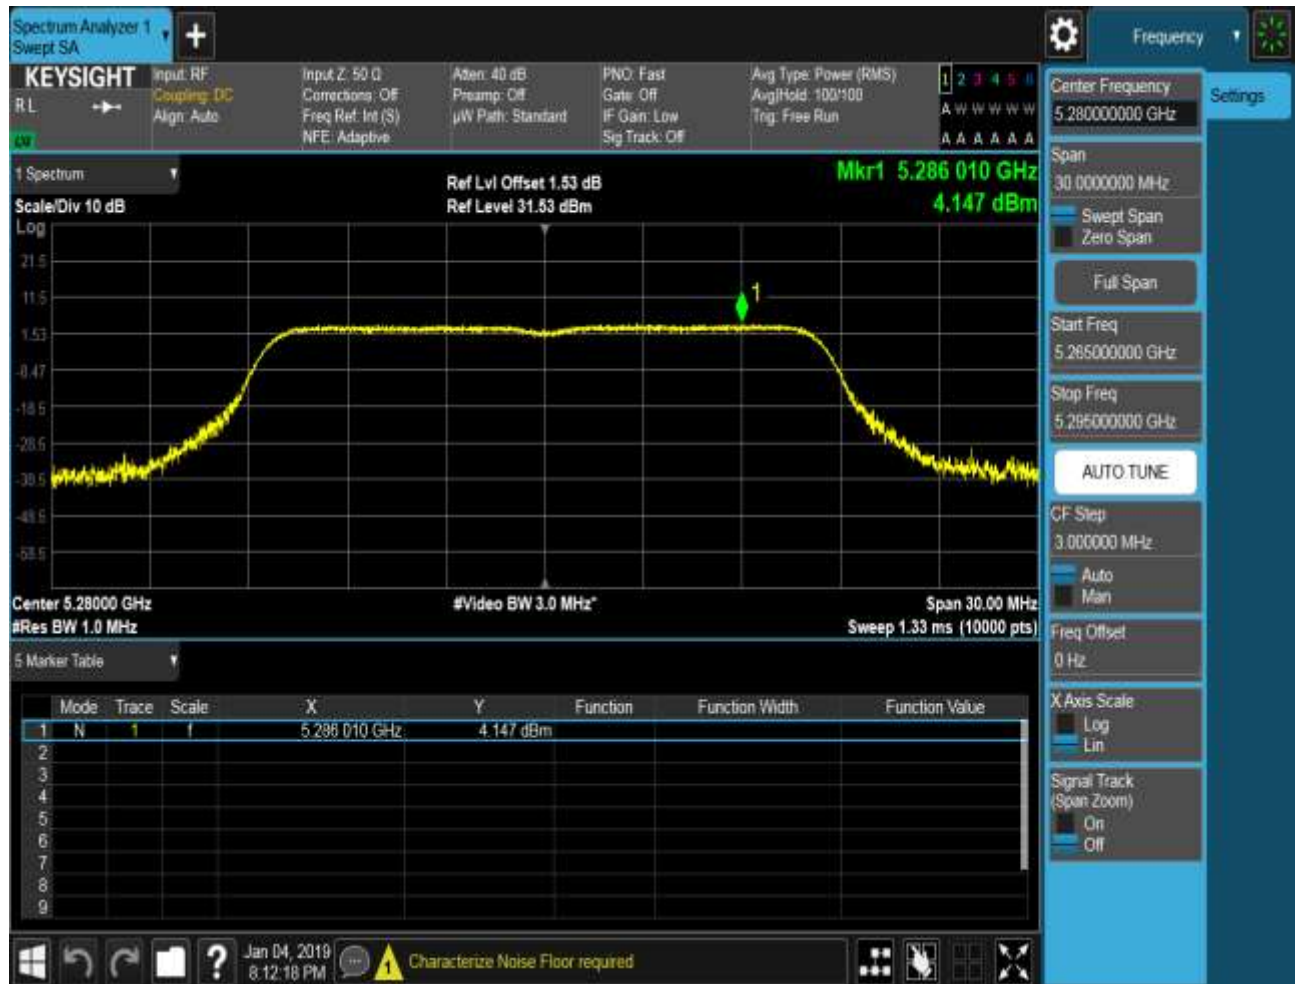 Spectrum Analyzer 1
Swept SA
Frequency
KEYSIGHT
R L
Input: RF
Coupling: DC
Align: Auto
Input Z: 50 Ω
Corrections: Off
Freq Ref: Int (S)
NFE: Adaptive
Atten: 40 dB
Preamp: Off
µW Path: Standard
PNO: Fast
Gate: Off
IF Gain: Low
Sig Track: Off
Avg Type: Power (RMS)
Avg|Hold: 100/100
Trig: Free Run
1 2 3 4 5 6
A W W W W W
A A A A A A
1 Spectrum
Scale/Div 10 dB
Ref Lvl Offset 1.53 dB
Ref Level 31.53 dBm
Mkr1 5.286 010 GHz
4.147 dBm
Log
21.5
11.5
1.53
-8.47
-18.5
-28.5
-38.5
-48.5
-58.5
1
Center 5.28000 GHz
#Res BW 1.0 MHz
#Video BW 3.0 MHz*
Span 30.00 MHz
Sweep 1.33 ms (10000 pts)
5 Marker Table
Mode Trace Scale X Y Function Function Width Function Value
1 N 1 f 5.286 010 GHz 4.147 dBm
2
3
4
5
6
7
8
9
Jan 04, 2019
8:12:18 PM
Characterize Noise Floor required
Center Frequency
5.280000000 GHz
Settings
Span
30.0000000 MHz
Swept Span
Zero Span
Full Span
Start Freq
5.265000000 GHz
Stop Freq
5.295000000 GHz
AUTO TUNE
CF Step
3.000000 MHz
Auto
Man
Freq Offset
0 Hz
X Axis Scale
Log
Lin
Signal Track
(Span Zoom)
On
Off